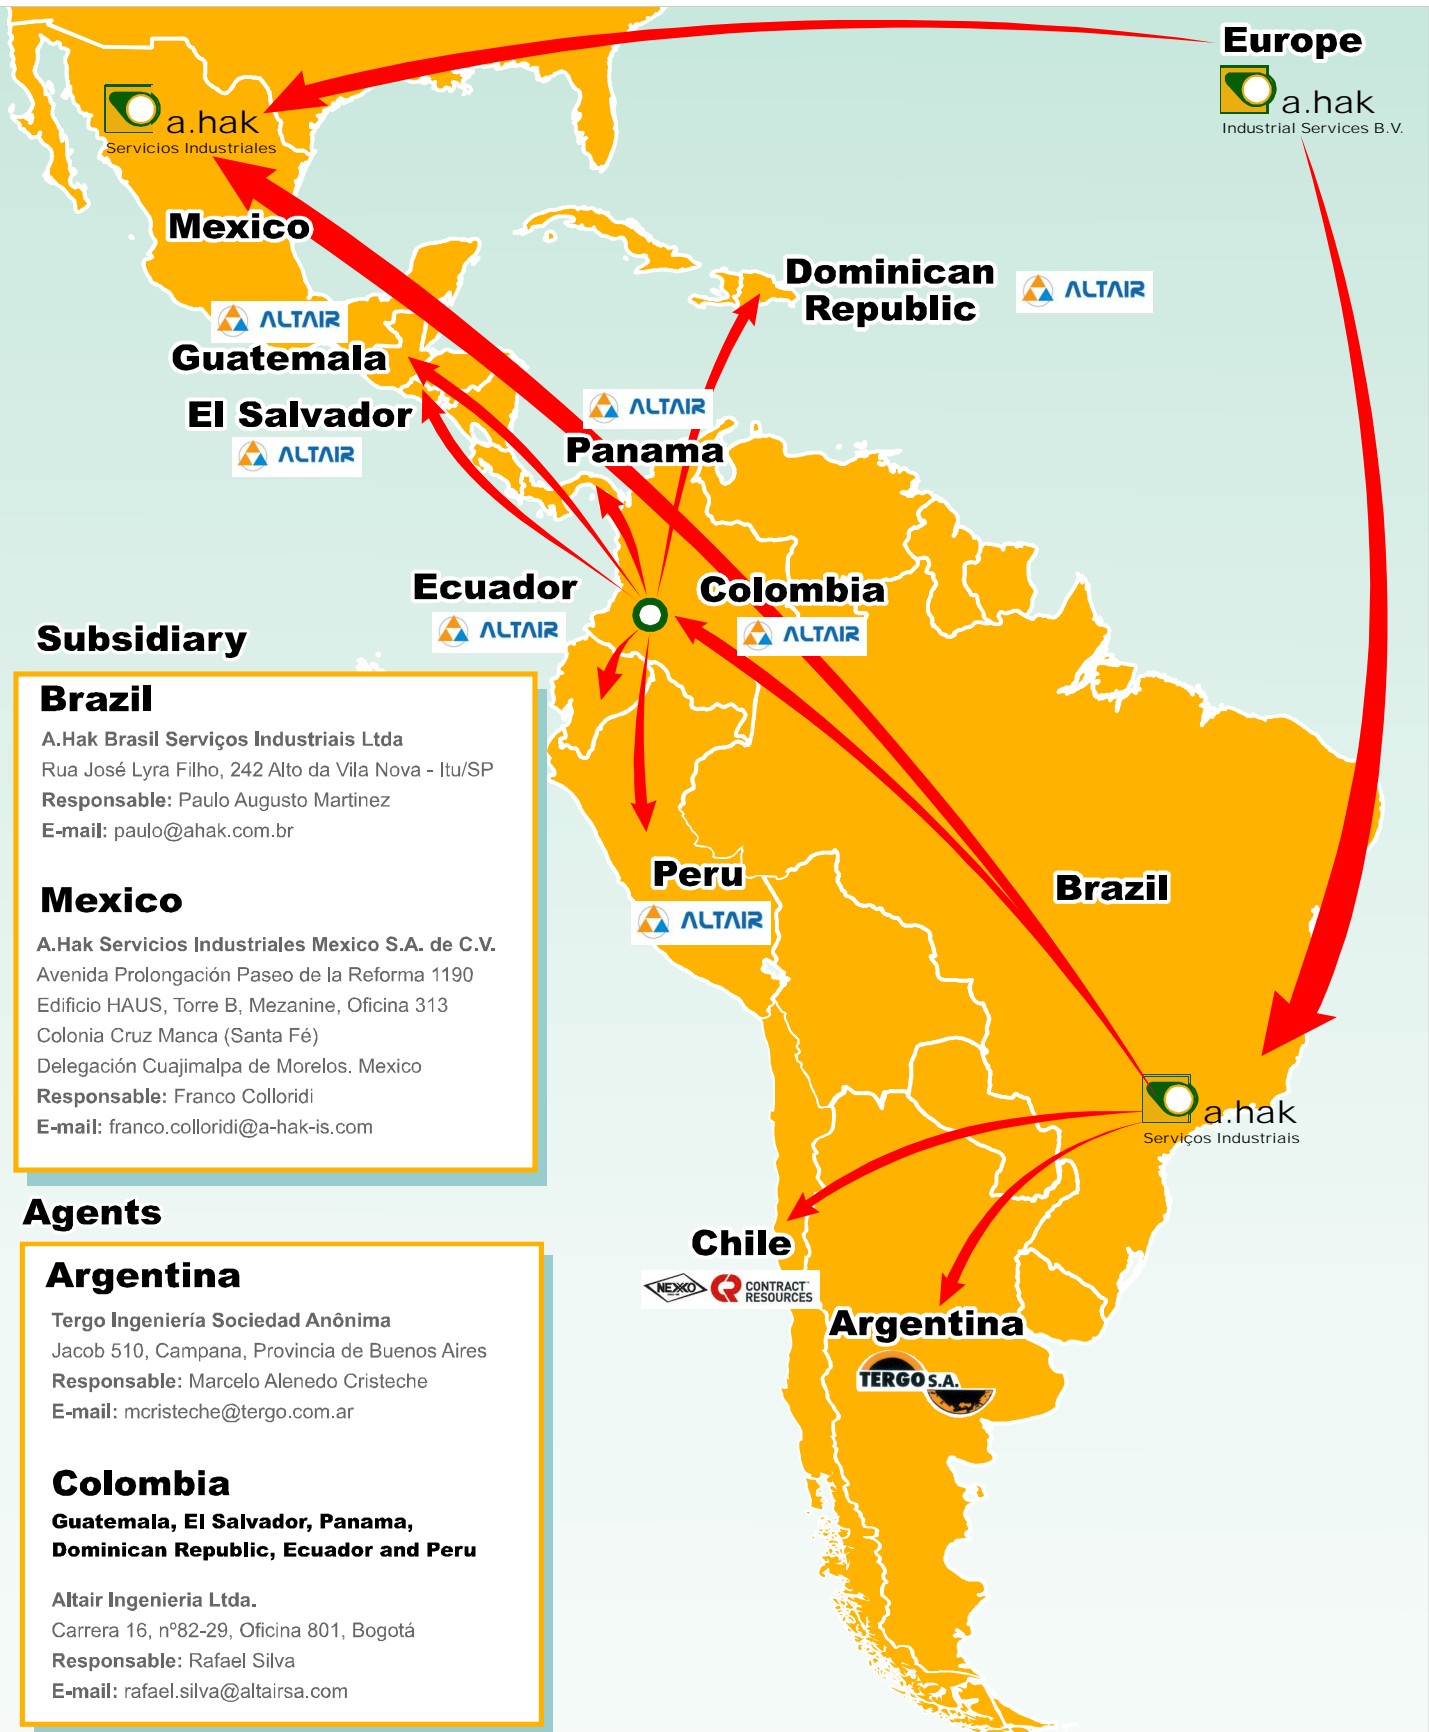 Europe
a.hak
Industrial Services B.V.
a.hak
Servicios Industriales
Mexico
Dominican
Republic
ALTAIR
ALTAIR
Guatemala
El Salvador
ALTAIR
ALTAIR
Panama
Ecuador
ALTAIR
Colombia
ALTAIR
Peru
ALTAIR
Brazil
a.hak
Serviços Industriais
Chile
NEXXO
CONTRACT
RESOURCES
Argentina
TERGO S.A.
Subsidiary
Brazil
A.Hak Brasil Serviços Industriais Ltda
Rua José Lyra Filho, 242 Alto da Vila Nova - Itu/SP
Responsable: Paulo Augusto Martinez
E-mail: paulo@ahak.com.br
Mexico
A.Hak Servicios Industriales Mexico S.A. de C.V.
Avenida Prolongación Paseo de la Reforma 1190
Edificio HAUS, Torre B, Mezanine, Oficina 313
Colonia Cruz Manca (Santa Fé)
Delegación Cuajimalpa de Morelos. Mexico
Responsable: Franco Colloridi
E-mail: franco.colloridi@a-hak-is.com
Agents
Argentina
Tergo Ingeniería Sociedad Anônima
Jacob 510, Campana, Provincia de Buenos Aires
Responsable: Marcelo Alenedo Cristeche
E-mail: mcristeche@tergo.com.ar
Colombia
Guatemala, El Salvador, Panama,
Dominican Republic, Ecuador and Peru
Altair Ingenieria Ltda.
Carrera 16, nº82-29, Oficina 801, Bogotá
Responsable: Rafael Silva
E-mail: rafael.silva@altairsa.com